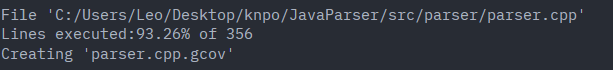 File 'C:/Users/Leo/Desktop/knpo/JavaParser/src/parser/parser.cpp'
Lines executed:93.26% of 356
Creating 'parser.cpp.gcov'